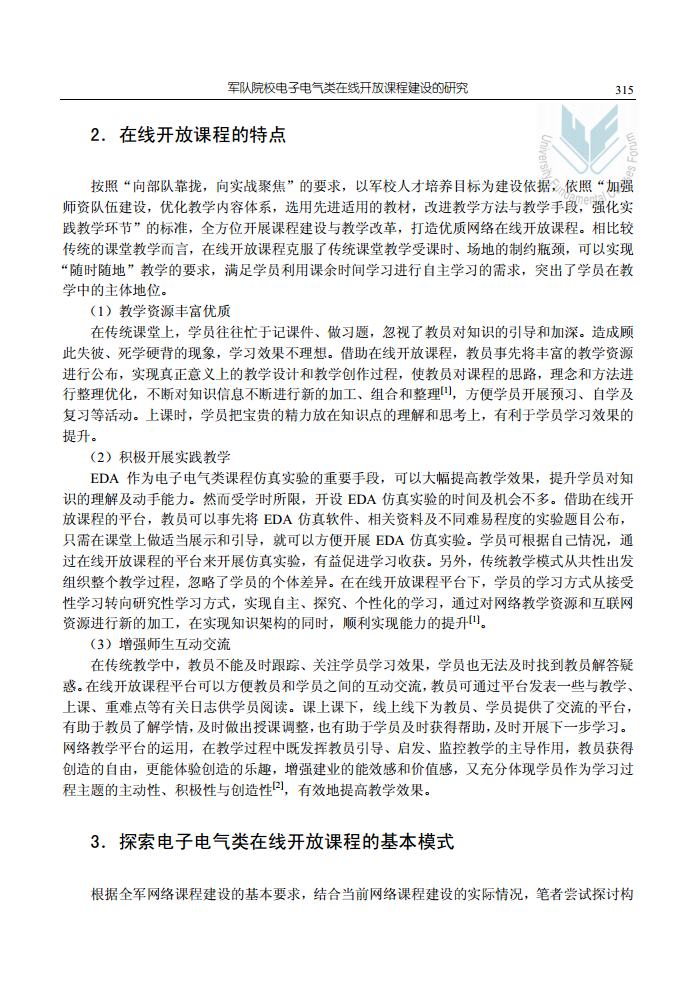 军队院校电子电气类在线开放课程建设的研究 315
2．在线开放课程的特点
University Fundamental Courses Forum
按照“向部队靠拢，向实战聚焦”的要求，以军校人才培养目标为建设依据；依照“加强
师资队伍建设，优化教学内容体系，选用先进适用的教材，改进教学方法与教学手段，强化实
践教学环节”的标准，全方位开展课程建设与教学改革，打造优质网络在线开放课程。相比较
传统的课堂教学而言，在线开放课程克服了传统课堂教学受课时、场地的制约瓶颈，可以实现
“随时随地”教学的要求，满足学员利用课余时间学习进行自主学习的需求，突出了学员在教
学中的主体地位。
（1）教学资源丰富优质
在传统课堂上，学员往往忙于记课件、做习题，忽视了教员对知识的引导和加深。造成顾
此失彼、死学硬背的现象，学习效果不理想。借助在线开放课程，教员事先将丰富的教学资源
进行公布，实现真正意义上的教学设计和教学创作过程，使教员对课程的思路，理念和方法进
行整理优化，不断对知识信息不断进行新的加工、组合和整理[1]，方便学员开展预习、自学及
复习等活动。上课时，学员把宝贵的精力放在知识点的理解和思考上，有利于学员学习效果的
提升。
（2）积极开展实践教学
EDA 作为电子电气类课程仿真实验的重要手段，可以大幅提高教学效果，提升学员对知
识的理解及动手能力。然而受学时所限，开设 EDA 仿真实验的时间及机会不多。借助在线开
放课程的平台，教员可以事先将 EDA 仿真软件、相关资料及不同难易程度的实验题目公布，
只需在课堂上做适当展示和引导，就可以方便开展 EDA 仿真实验。学员可根据自己情况，通
过在线开放课程的平台来开展仿真实验，有益促进学习收获。另外，传统教学模式从共性出发
组织整个教学过程，忽略了学员的个体差异。在在线开放课程平台下，学员的学习方式从接受
性学习转向研究性学习方式，实现自主、探究、个性化的学习，通过对网络教学资源和互联网
资源进行新的加工，在实现知识架构的同时，顺利实现能力的提升[1]。
（3）增强师生互动交流
在传统教学中，教员不能及时跟踪、关注学员学习效果，学员也无法及时找到教员解答疑
惑。在线开放课程平台可以方便教员和学员之间的互动交流，教员可通过平台发表一些与教学、
上课、重难点等有关日志供学员阅读。课上课下，线上线下为教员、学员提供了交流的平台，
有助于教员了解学情，及时做出授课调整，也有助于学员及时获得帮助，及时开展下一步学习。
网络教学平台的运用，在教学过程中既发挥教员引导、启发、监控教学的主导作用，教员获得
创造的自由，更能体验创造的乐趣，增强建业的能效感和价值感，又充分体现学员作为学习过
程主题的主动性、积极性与创造性[2]，有效地提高教学效果。
3．探索电子电气类在线开放课程的基本模式
根据全军网络课程建设的基本要求，结合当前网络课程建设的实际情况，笔者尝试探讨构